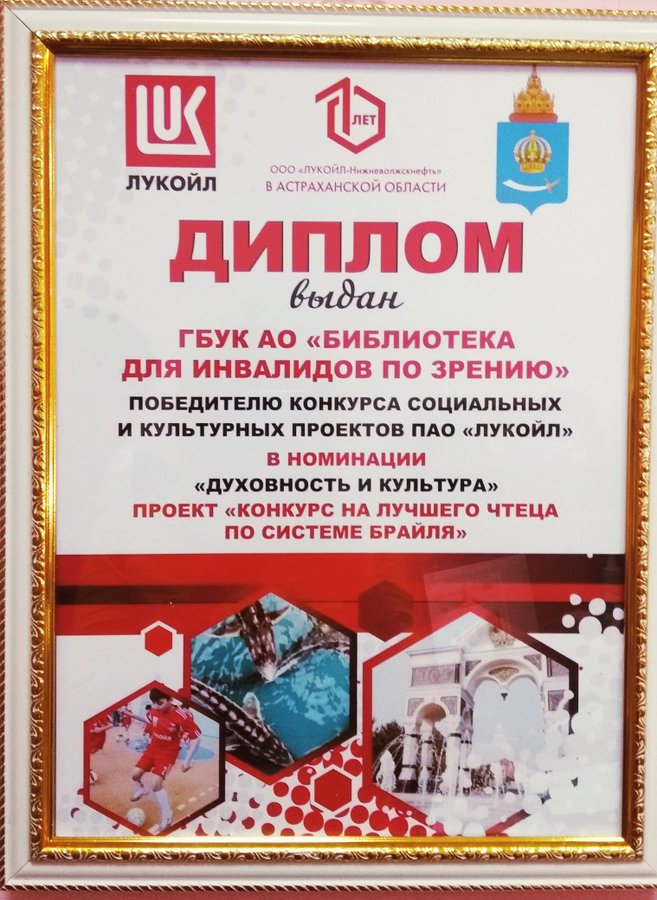 ЛУКОЙЛ
ЛЕТ
ООО «ЛУКОЙЛ-Нижневолжскнефть»
В АСТРАХАНСКОЙ ОБЛАСТИ
ДИПЛОМ
выдан
ГБУК АО «БИБЛИОТЕКА
ДЛЯ ИНВАЛИДОВ ПО ЗРЕНИЮ»
ПОБЕДИТЕЛЮ КОНКУРСА СОЦИАЛЬНЫХ
И КУЛЬТУРНЫХ ПРОЕКТОВ ПАО «ЛУКОЙЛ»
В НОМИНАЦИИ
«ДУХОВНОСТЬ И КУЛЬТУРА»
ПРОЕКТ «КОНКУРС НА ЛУЧШЕГО ЧТЕЦА
ПО СИСТЕМЕ БРАЙЛЯ»